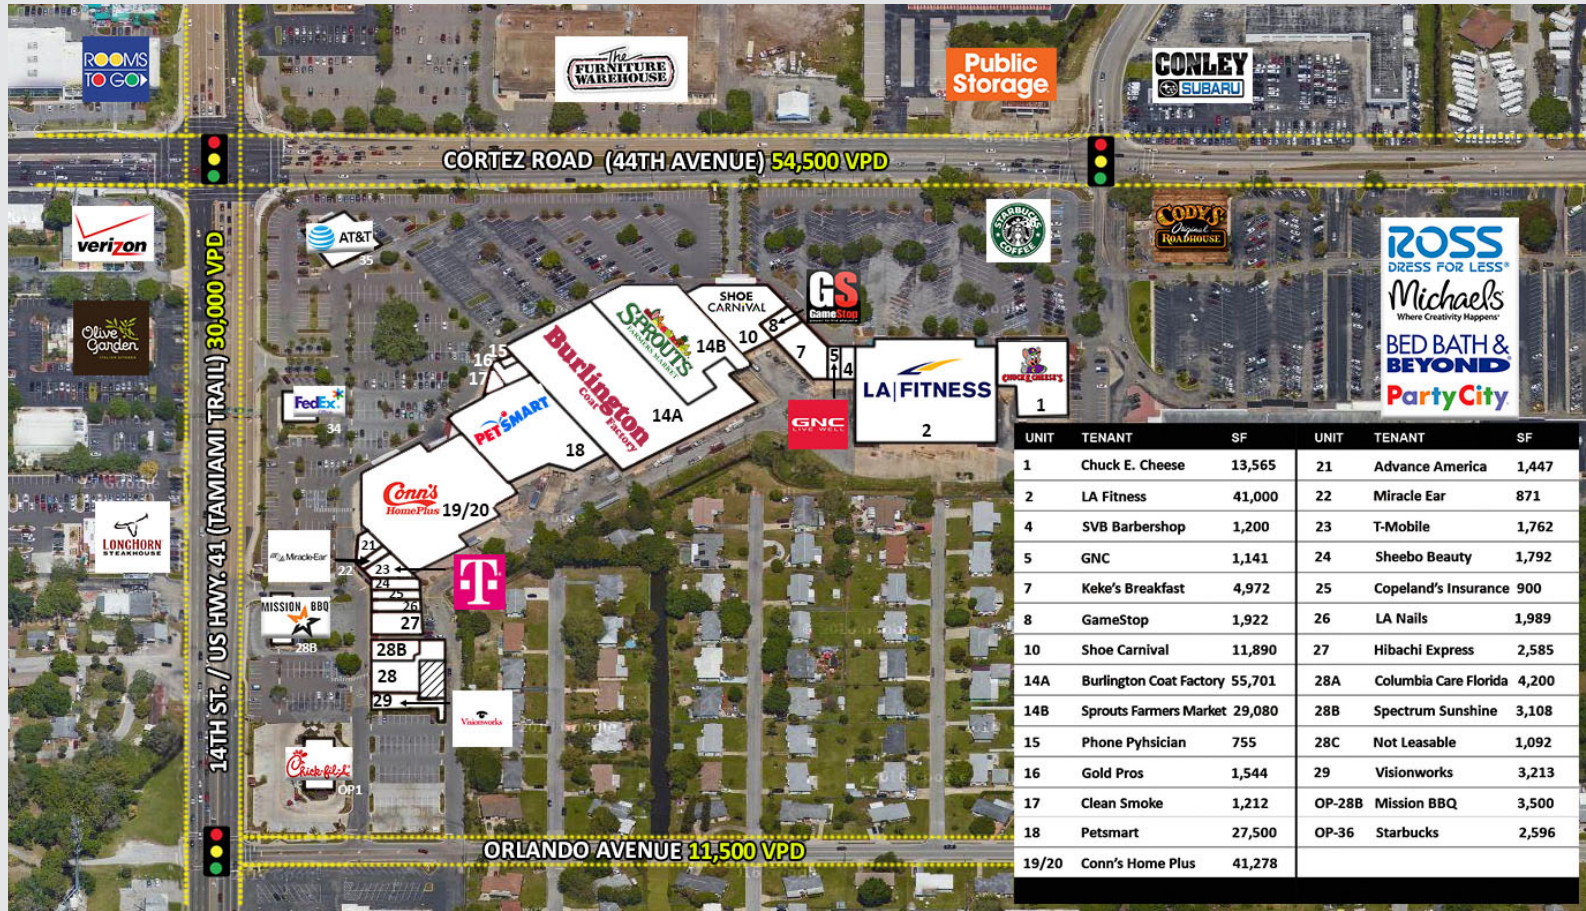 ROOMS
TO GO
The
FURNITURE
WAREHOUSE
Public
Storage
CONLEY
SUBARU
CORTEZ ROAD (44TH AVENUE) 54,500 VPD
verizon
AT&T
35
STARBUCKS
COFFEE
CODY'S
Original
ROADHOUSE
ROSS
DRESS FOR LESS®
Michaels
Where Creativity Happens®
BED BATH &
BEYOND®
PartyCity
Olive
Garden
ITALIAN KITCHEN
14TH ST. / US HWY. 41 (TAMIAMI TRAIL) 30,000 VPD
SHOE
CARNIVAL
10
GS
GameStop
8
7
5
4
SPROUTS
FARMERS MARKET
14B
Burlington
Coat Factory
14A
15
16
17
PETSMART
18
LA|FITNESS
2
CHUCK E. CHEESE'S
1
GNC
LIVE WELL
FedEx
34
Conn's
HomePlus
19/20
LONGHORN
STEAKHOUSE
Miracle-Ear
21
22
23
T
24
25
26
27
MISSION BBQ
28B
28B
28
29
Visionworks
Chick-fil-A
OP1
ORLANDO AVENUE 11,500 VPD
Google
UNIT TENANT SF UNIT TENANT SF
1 Chuck E. Cheese 13,565 21 Advance America 1,447
2 LA Fitness 41,000 22 Miracle Ear 871
4 SVB Barbershop 1,200 23 T-Mobile 1,762
5 GNC 1,141 24 Sheebo Beauty 1,792
7 Keke's Breakfast 4,972 25 Copeland's Insurance 900
8 GameStop 1,922 26 LA Nails 1,989
10 Shoe Carnival 11,890 27 Hibachi Express 2,585
14A Burlington Coat Factory 55,701 28A Columbia Care Florida 4,200
14B Sprouts Farmers Market 29,080 28B Spectrum Sunshine 3,108
15 Phone Pyhsician 755 28C Not Leasable 1,092
16 Gold Pros 1,544 29 Visionworks 3,213
17 Clean Smoke 1,212 OP-28B Mission BBQ 3,500
18 Petsmart 27,500 OP-36 Starbucks 2,596
19/20 Conn's Home Plus 41,278